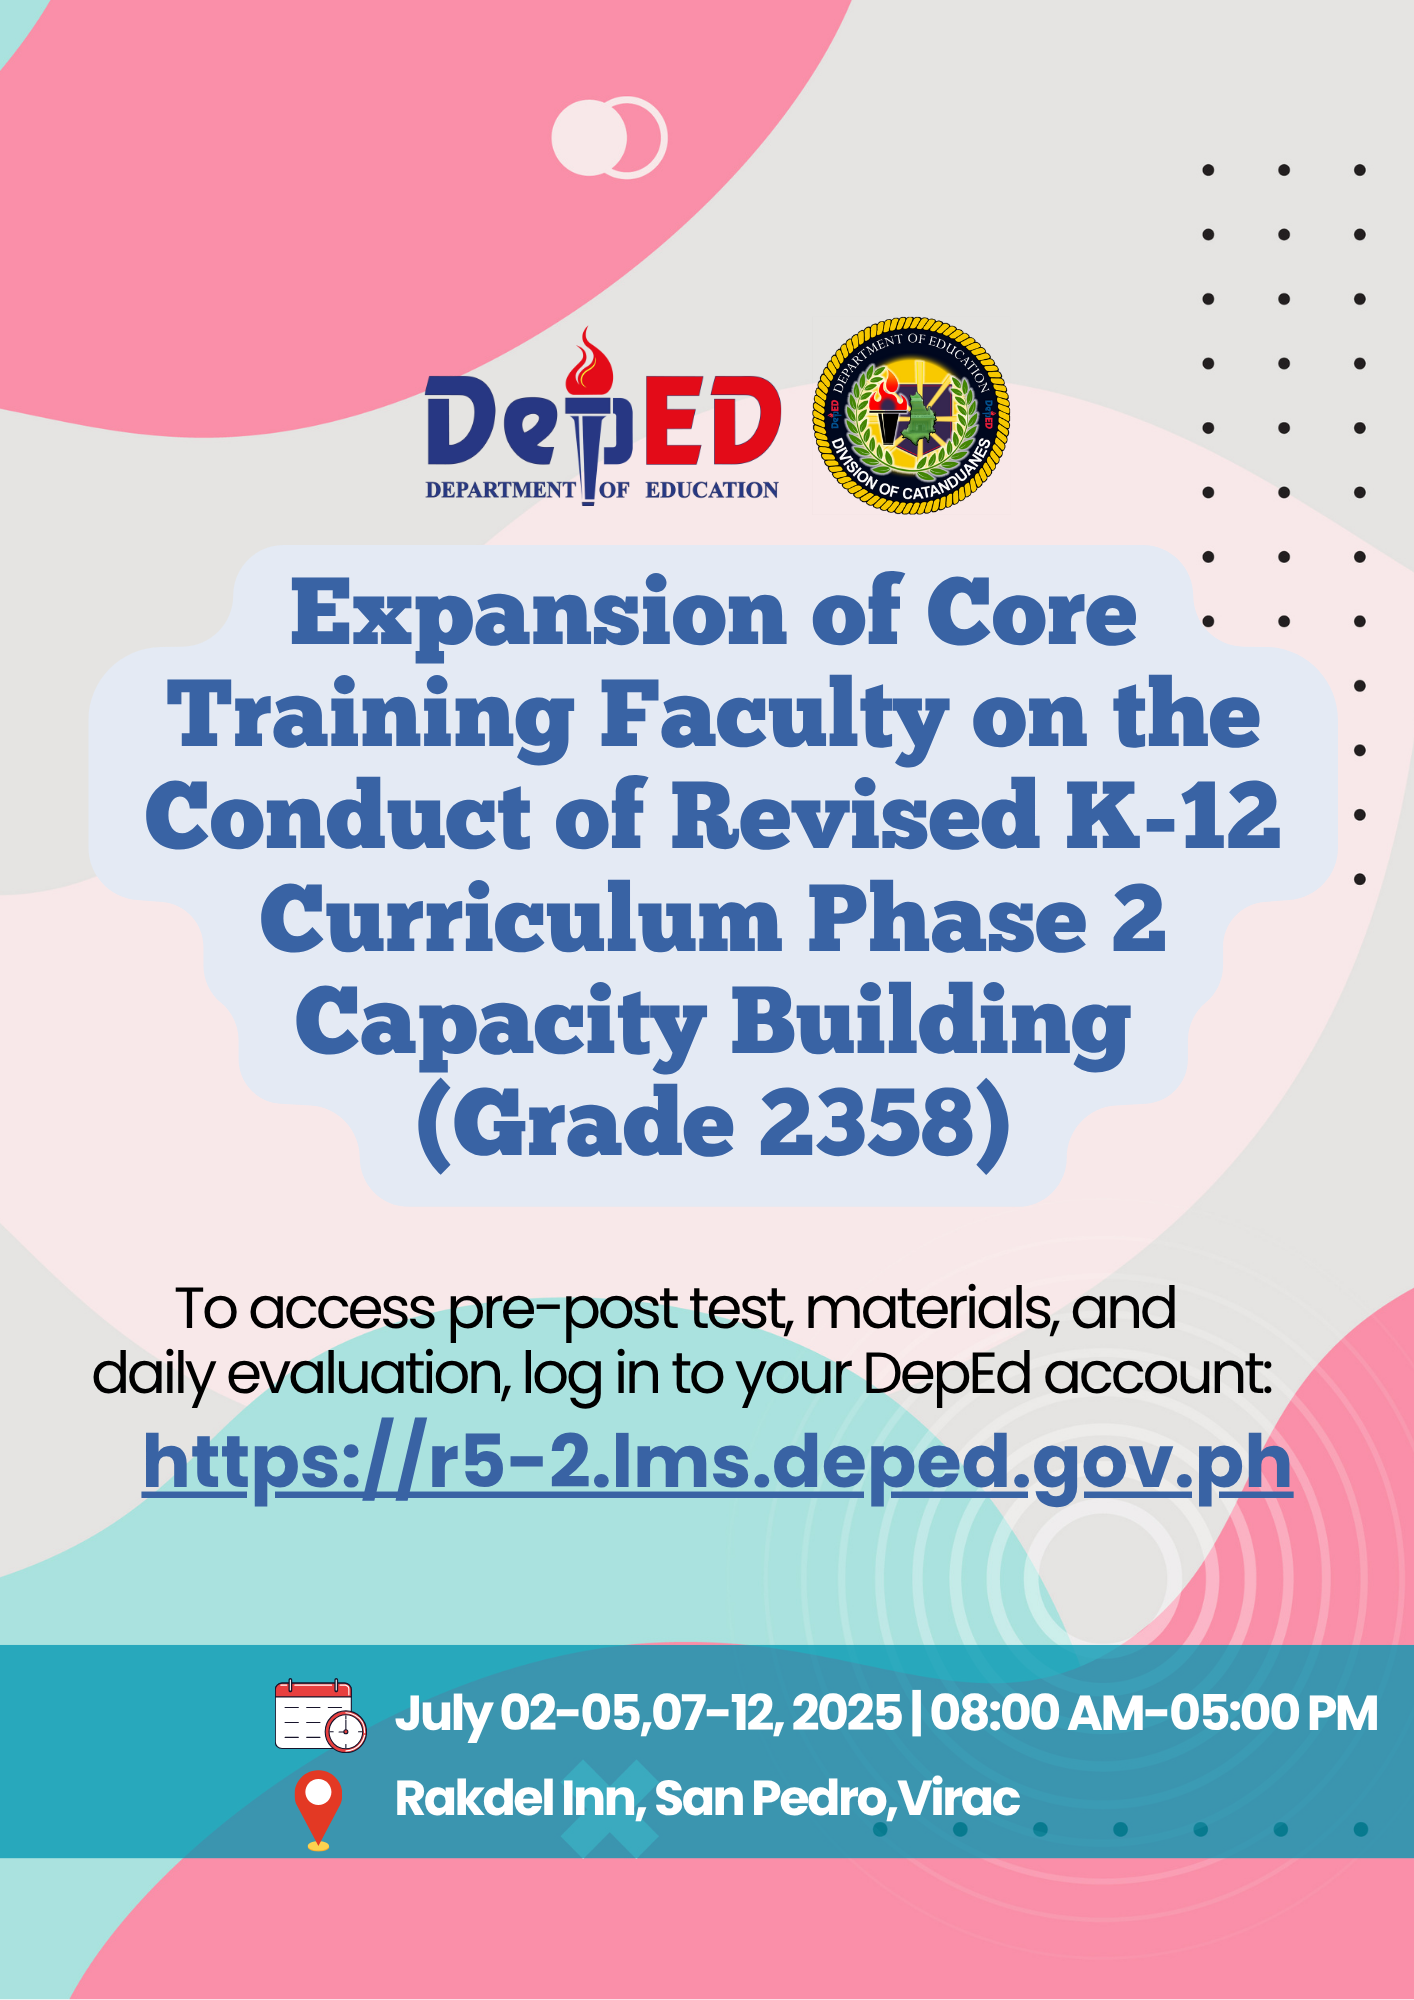 DepED
DEPARTMENT OF EDUCATION
DEPARTMENT OF EDUCATION
DepED
DepED
DIVISION OF CATANDUANES
Expansion of Core
Training Faculty on the
Conduct of Revised K-12
Curriculum Phase 2
Capacity Building
(Grade 2358)
To access pre-post test, materials, and
daily evaluation, log in to your DepEd account:
https://r5-2.lms.deped.gov.ph
July 02-05,07-12, 2025 | 08:00 AM-05:00 PM
Rakdel Inn, San Pedro,Virac